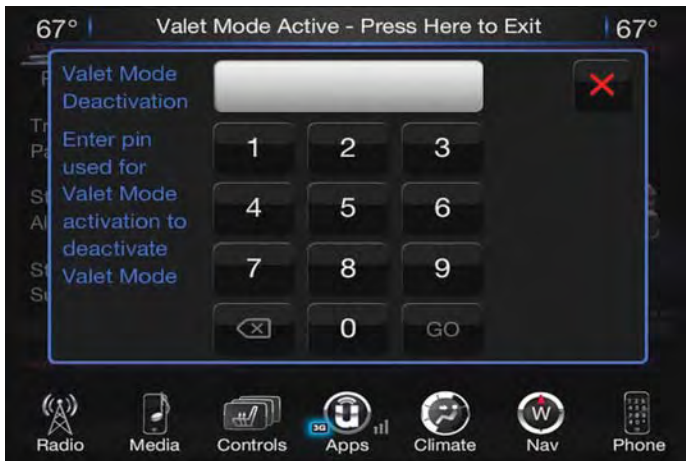 67° Valet Mode Active - Press Here to Exit 67°
Valet Mode
Deactivation
Enter pin
used for
Valet Mode
activation to
deactivate
Valet Mode
1 2 3
4 5 6
7 8 9
0 GO
3G
W
Radio Media Controls Apps Climate Nav Phone